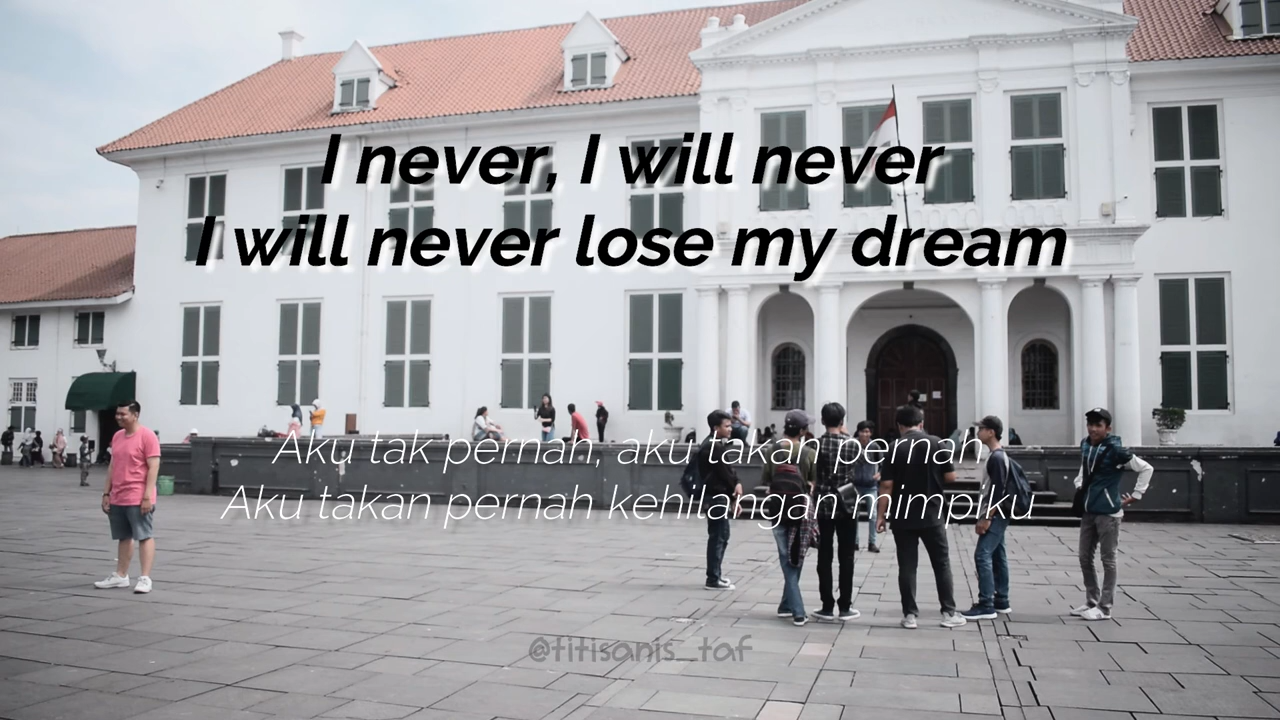 I never, I will never
I will never lose my dream
Aku tak pernah, aku takan pernah
Aku takan pernah kehilangan mimpiku
@titisanis_taf